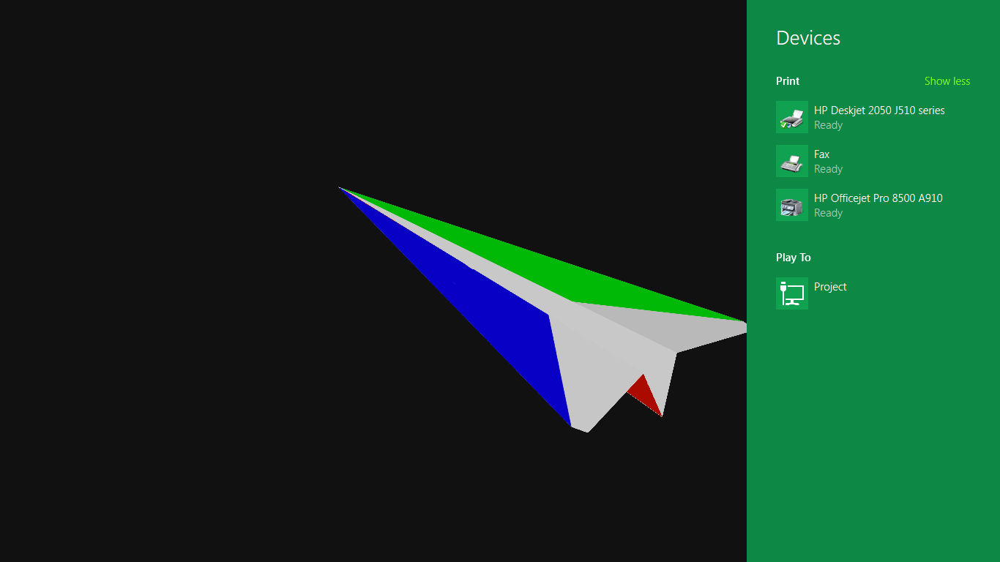 Devices
Print
Show less
HP Deskjet 2050 J510 series
Ready
Fax
Ready
HP Officejet Pro 8500 A910
Ready
Play To
Project